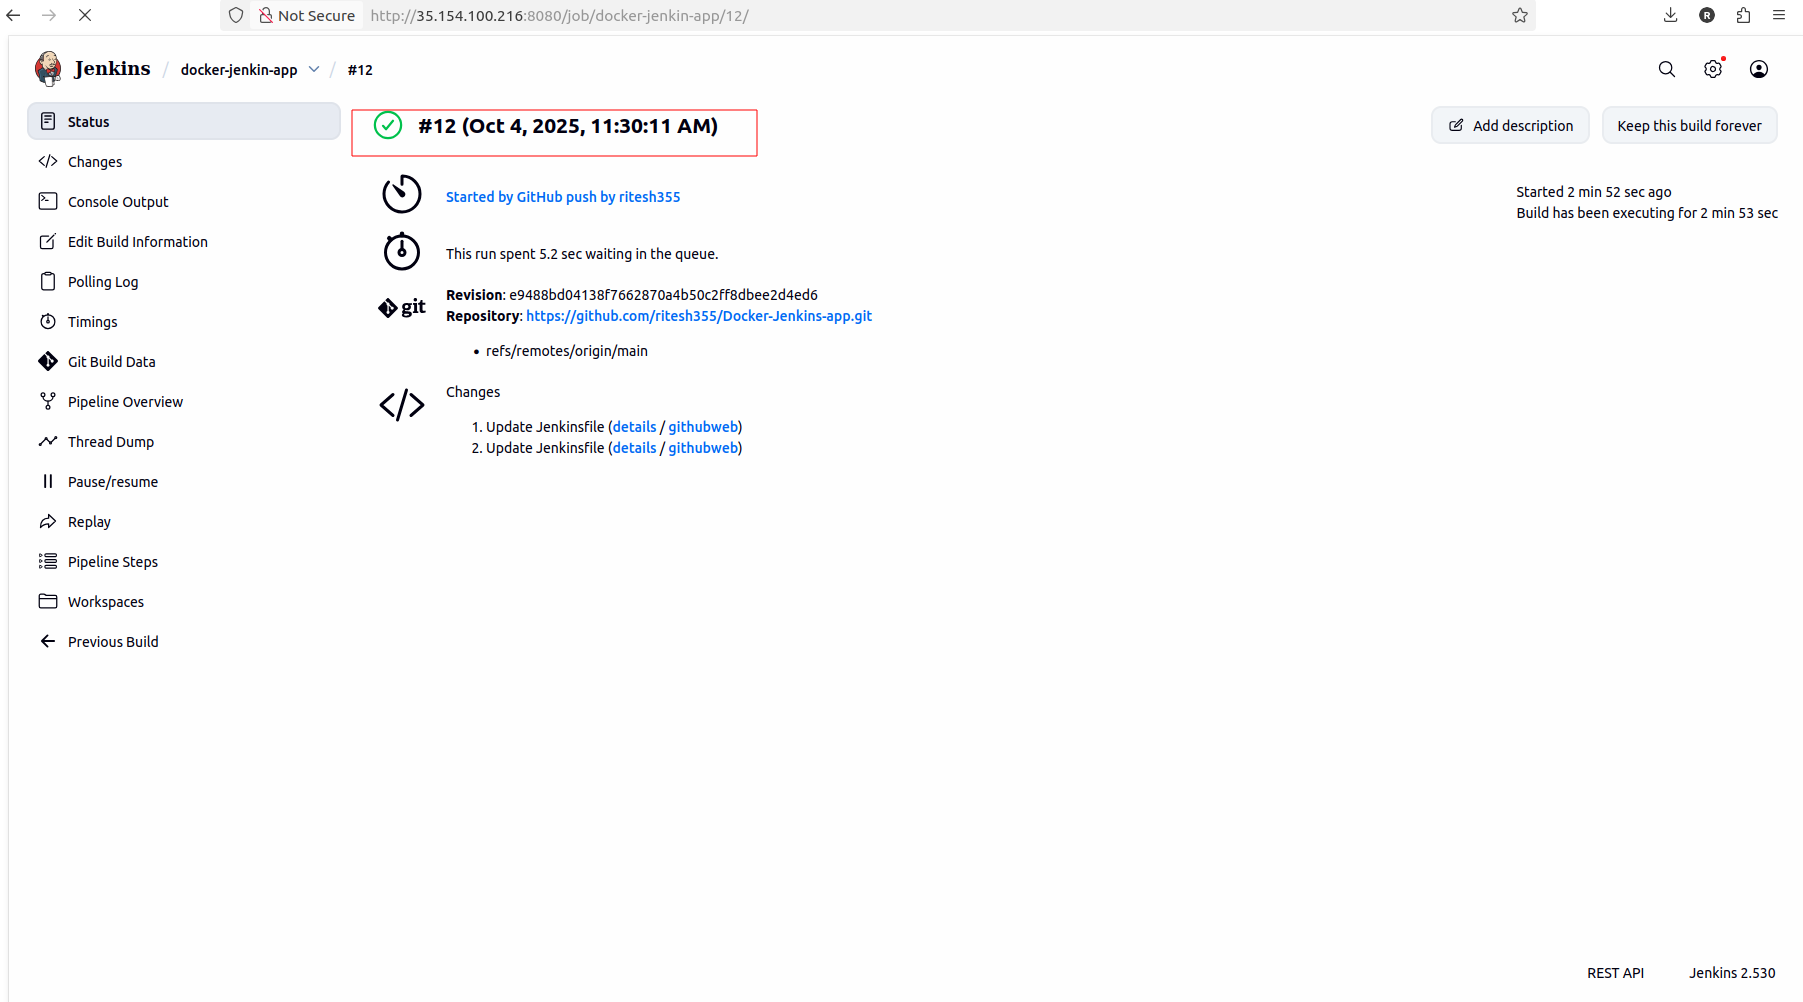 Not Secure http://35.154.100.216:8080/job/docker-jenkin-app/12/
R
Jenkins / docker-jenkin-app / #12
Status
Changes
Console Output
Edit Build Information
Polling Log
Timings
Git Build Data
Pipeline Overview
Thread Dump
Pause/resume
Replay
Pipeline Steps
Workspaces
Previous Build
#12 (Oct 4, 2025, 11:30:11 AM)
Add description
Keep this build forever
Started by GitHub push by ritesh355
Started 2 min 52 sec ago
Build has been executing for 2 min 53 sec
This run spent 5.2 sec waiting in the queue.
git
Revision: e9488bd04138f7662870a4b50c2ff8dbee2d4ed6
Repository: https://github.com/ritesh355/Docker-Jenkins-app.git
• refs/remotes/origin/main
Changes
1. Update Jenkinsfile (details / githubweb)
2. Update Jenkinsfile (details / githubweb)
REST API
Jenkins 2.530